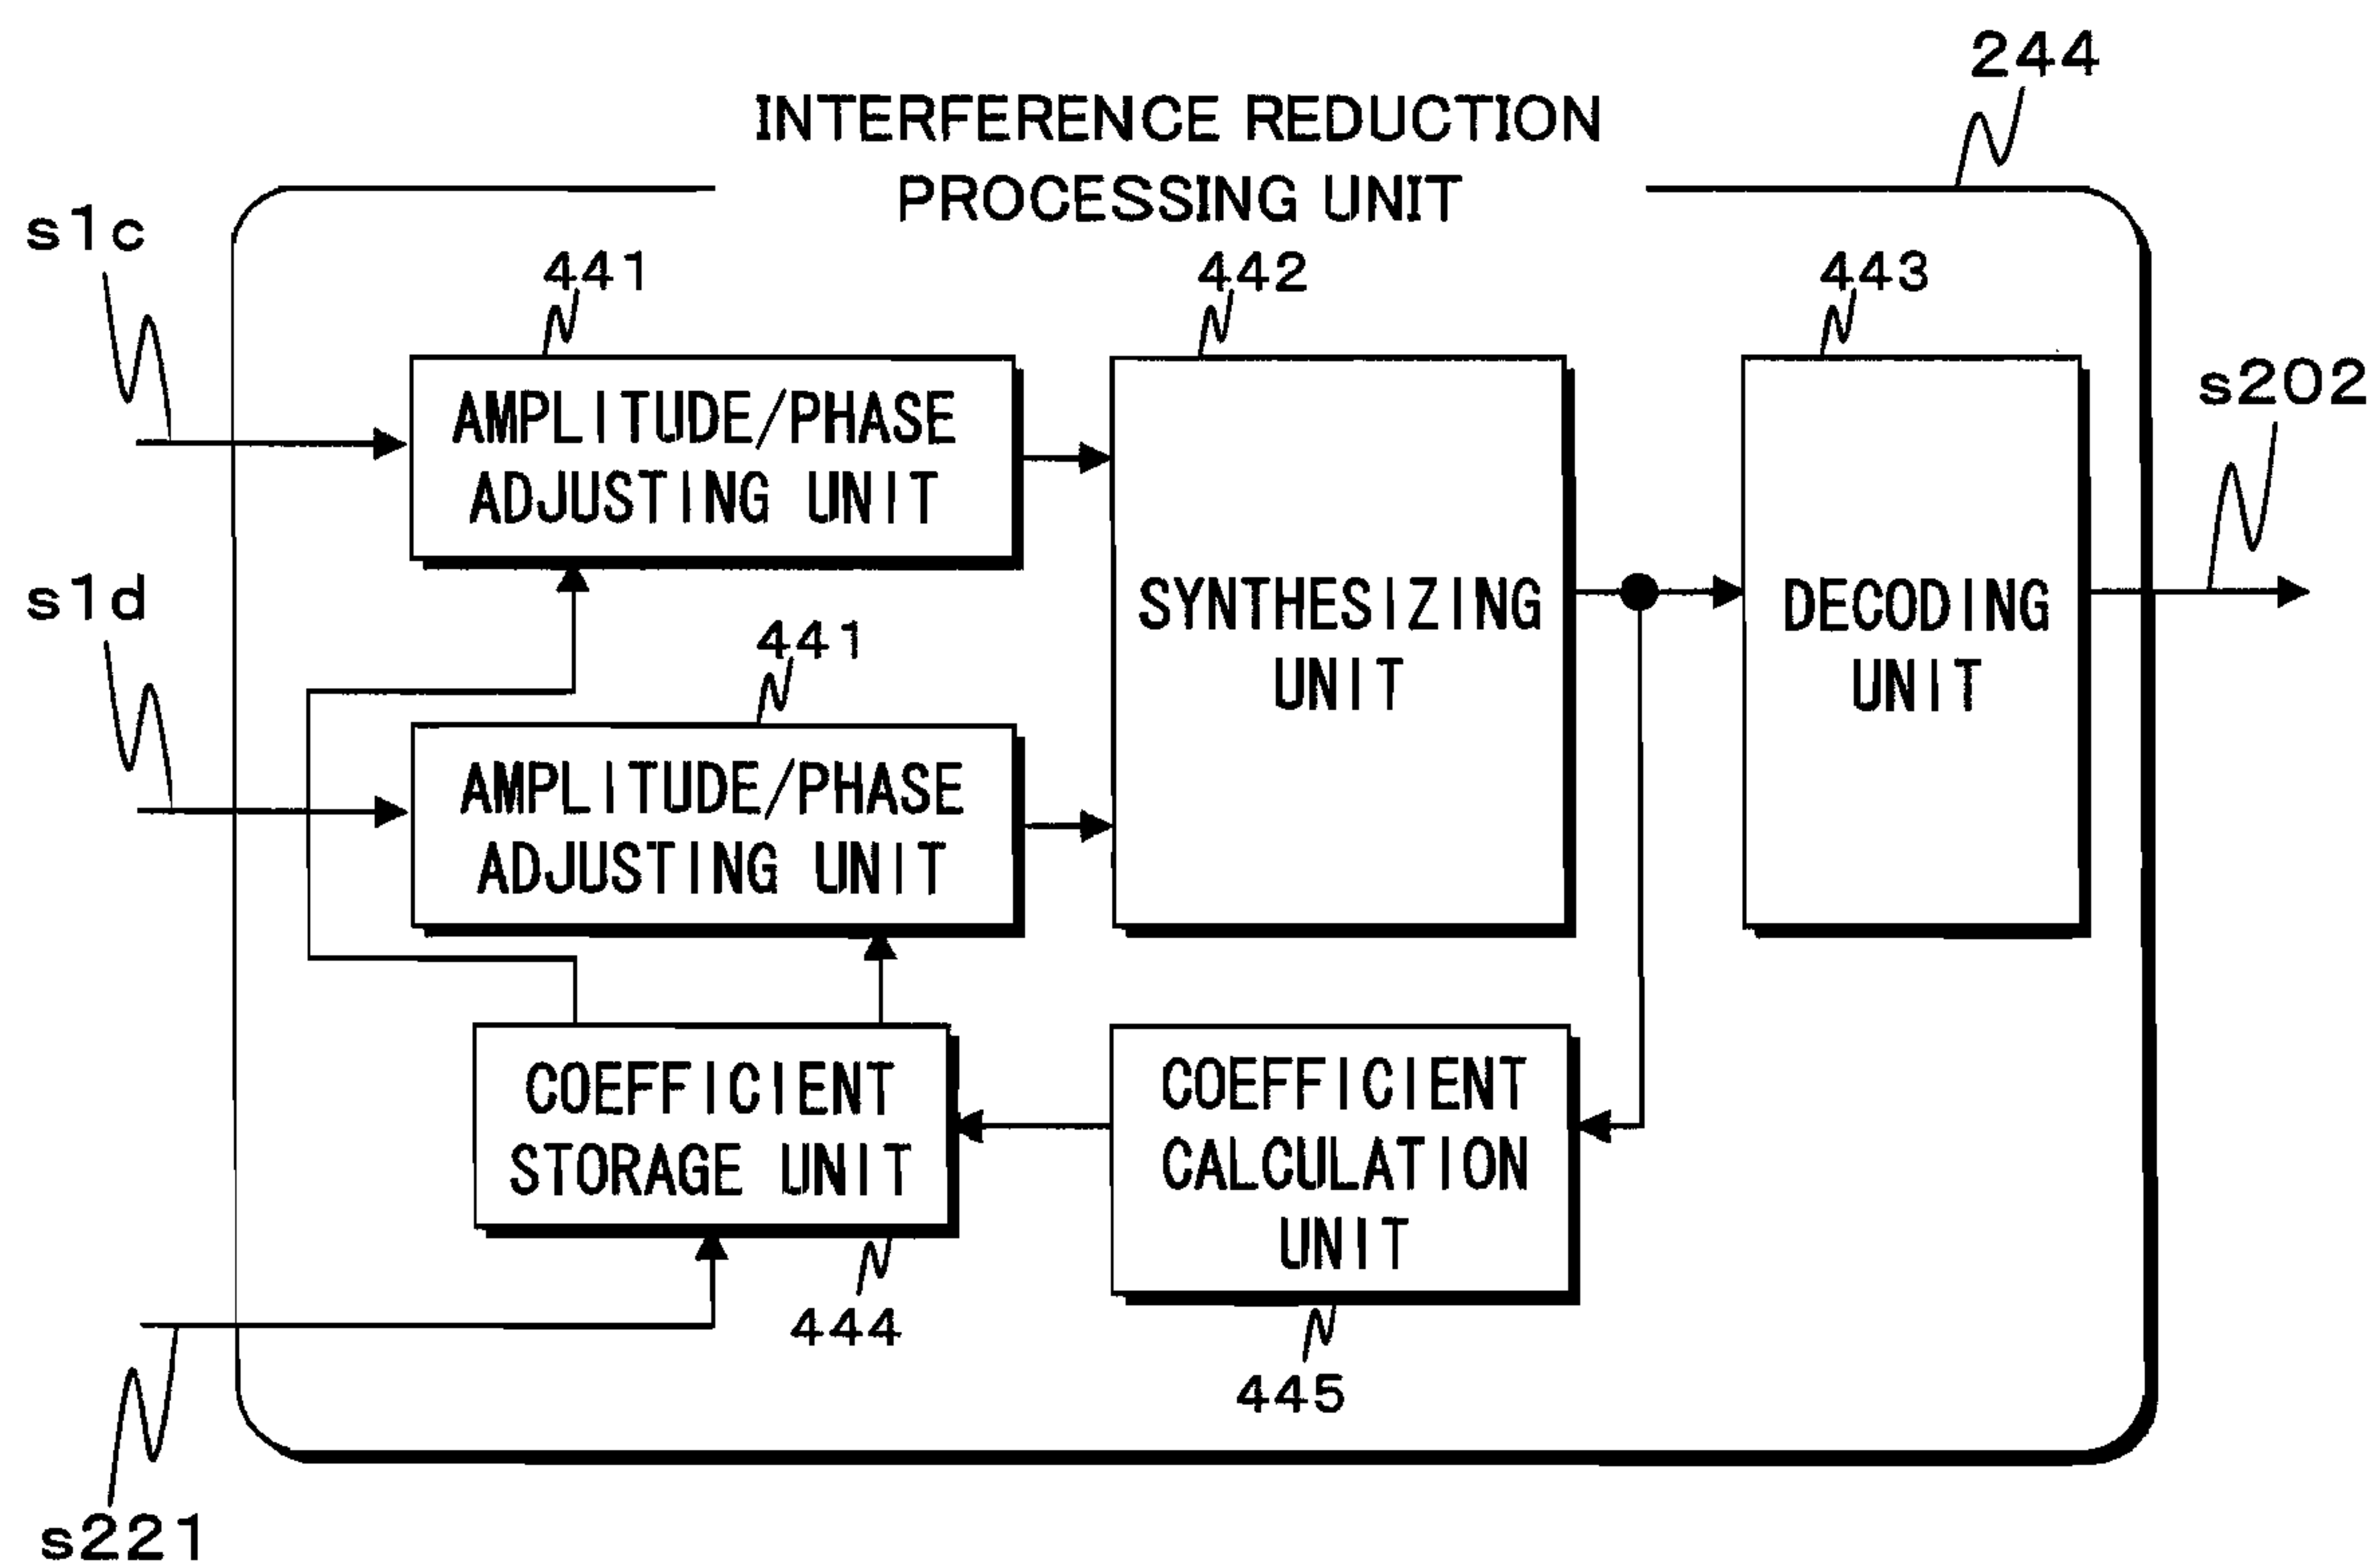 244
INTERFERENCE REDUCTION
PROCESSING UNIT
s1c
441
442
443
AMPLITUDE/PHASE
ADJUSTING UNIT
s202
s1d
441
SYNTHESIZING
UNIT
DECODING
UNIT
AMPLITUDE/PHASE
ADJUSTING UNIT
COEFFICIENT
STORAGE UNIT
COEFFICIENT
CALCULATION
UNIT
444
445
s221